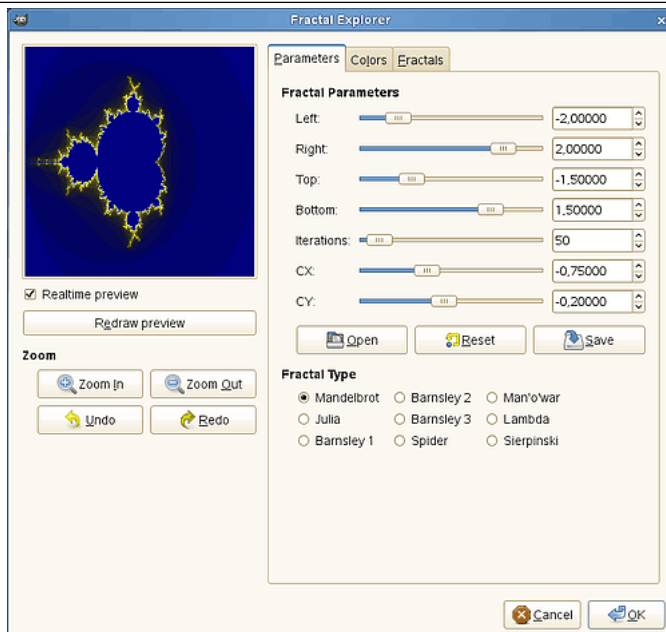 Fractal Explorer
Parameters Colors Fractals
Fractal Parameters
Left: -2,00000
Right: 2,00000
Top: -1,50000
Bottom: 1,50000
Iterations: 50
CX: -0,75000
CY: -0,20000
Open Reset Save
Fractal Type
Mandelbrot Barnsley 2 Man'o'war
Julia Barnsley 3 Lambda
Barnsley 1 Spider Sierpinski
Realtime preview
Redraw preview
Zoom
Zoom In Zoom Out
Undo Redo
Cancel OK